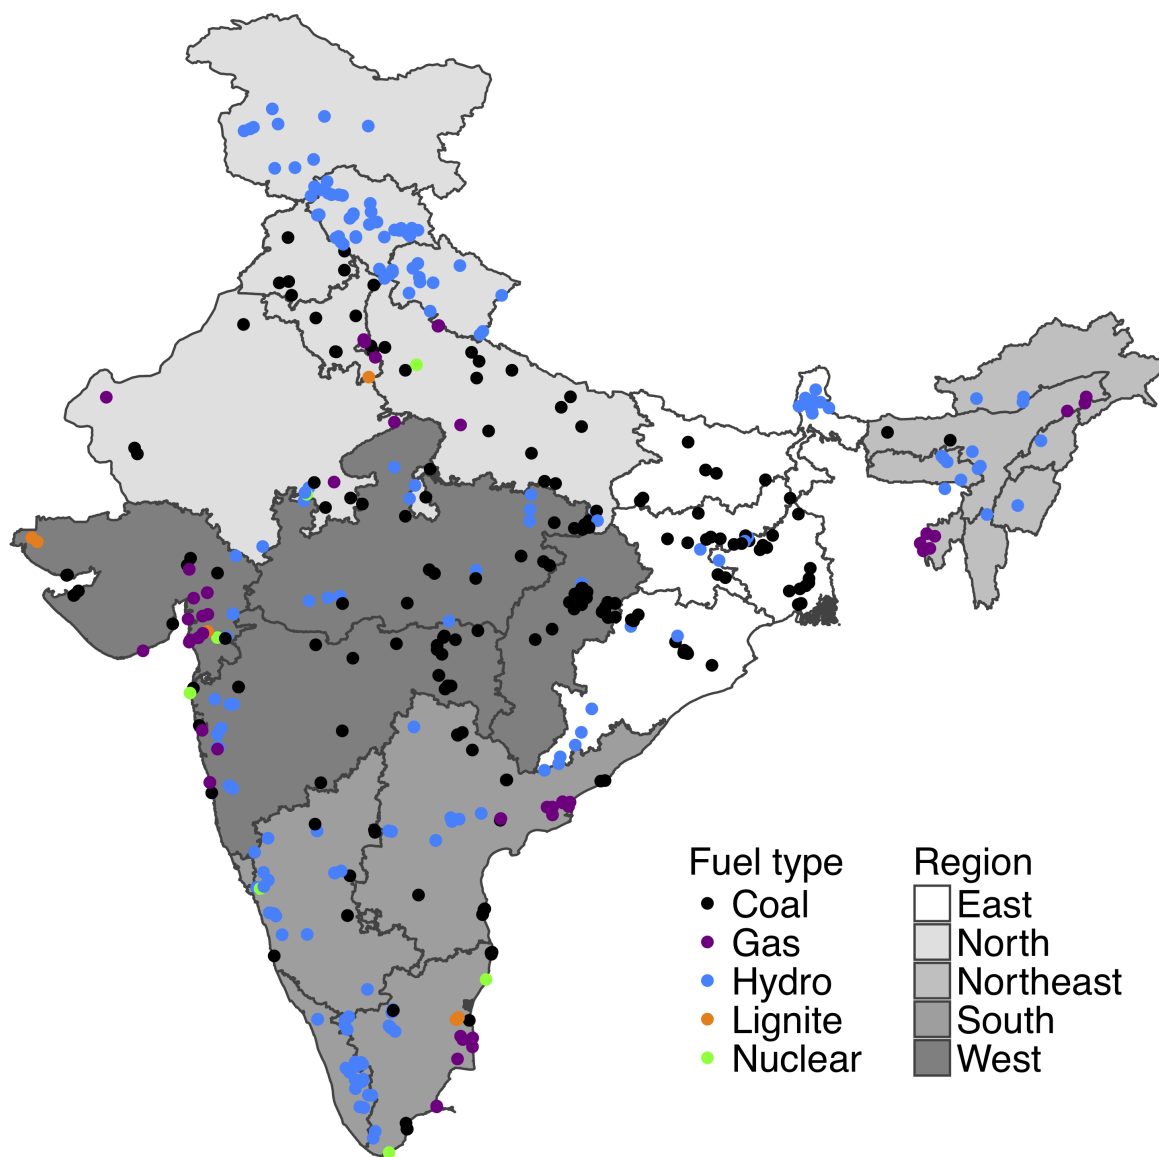 Fuel type
Coal
Gas
Hydro
Lignite
Nuclear
Region
East
North
Northeast
South
West